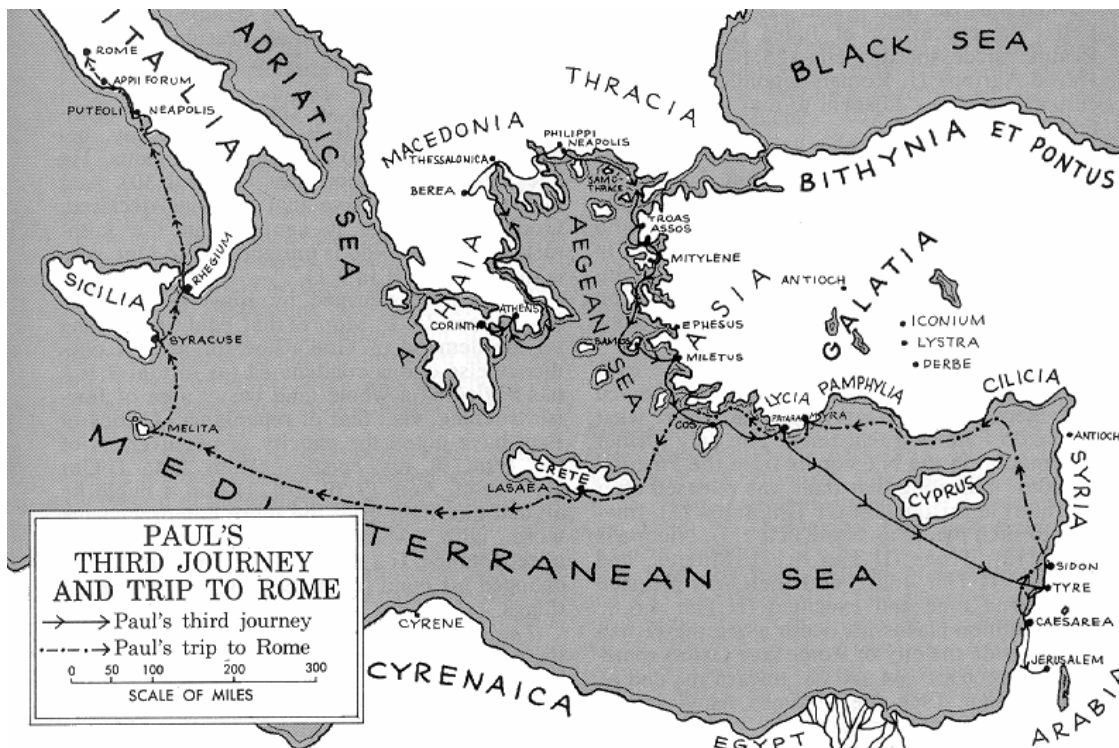 ITALIA
ADRIATIC
SEA
ROME
APPII FORUM
PUTEOLI
NEAPOLIS
BLACK SEA
THRACIA
MACEDONIA
PHILIPPI
NEAPOLIS
THESSALONICA
BEREA
SAMO-
THRACE
BITHYNIA ET PONTUS
TROAS
ASSOS
AEGEAN SEA
MITYLENE
ASIA
ANTIOCH
GALATIA
RHEGIUM
SICILIA
SYRACUSE
ACHAIA
ATHENS
CORINTH
EPHESUS
SAMOS
MILETUS
ICONIUM
LYSTRA
DERBE
LYCIA
PAMPHYLIA
CILICIA
PATARA
MYRA
COS
MELITA
ANTIOCH
SYRIA
CRETE
LASAEA
CYPRUS
MEDITERRANEAN SEA
SIDON
TYRE
CAESAREA
JERUSALEM
ARABIA
CYRENE
CYRENAICA
EGYPT
PAUL'S
THIRD JOURNEY
AND TRIP TO ROME
Paul's third journey
Paul's trip to Rome
0 50 100 200 300
SCALE OF MILES